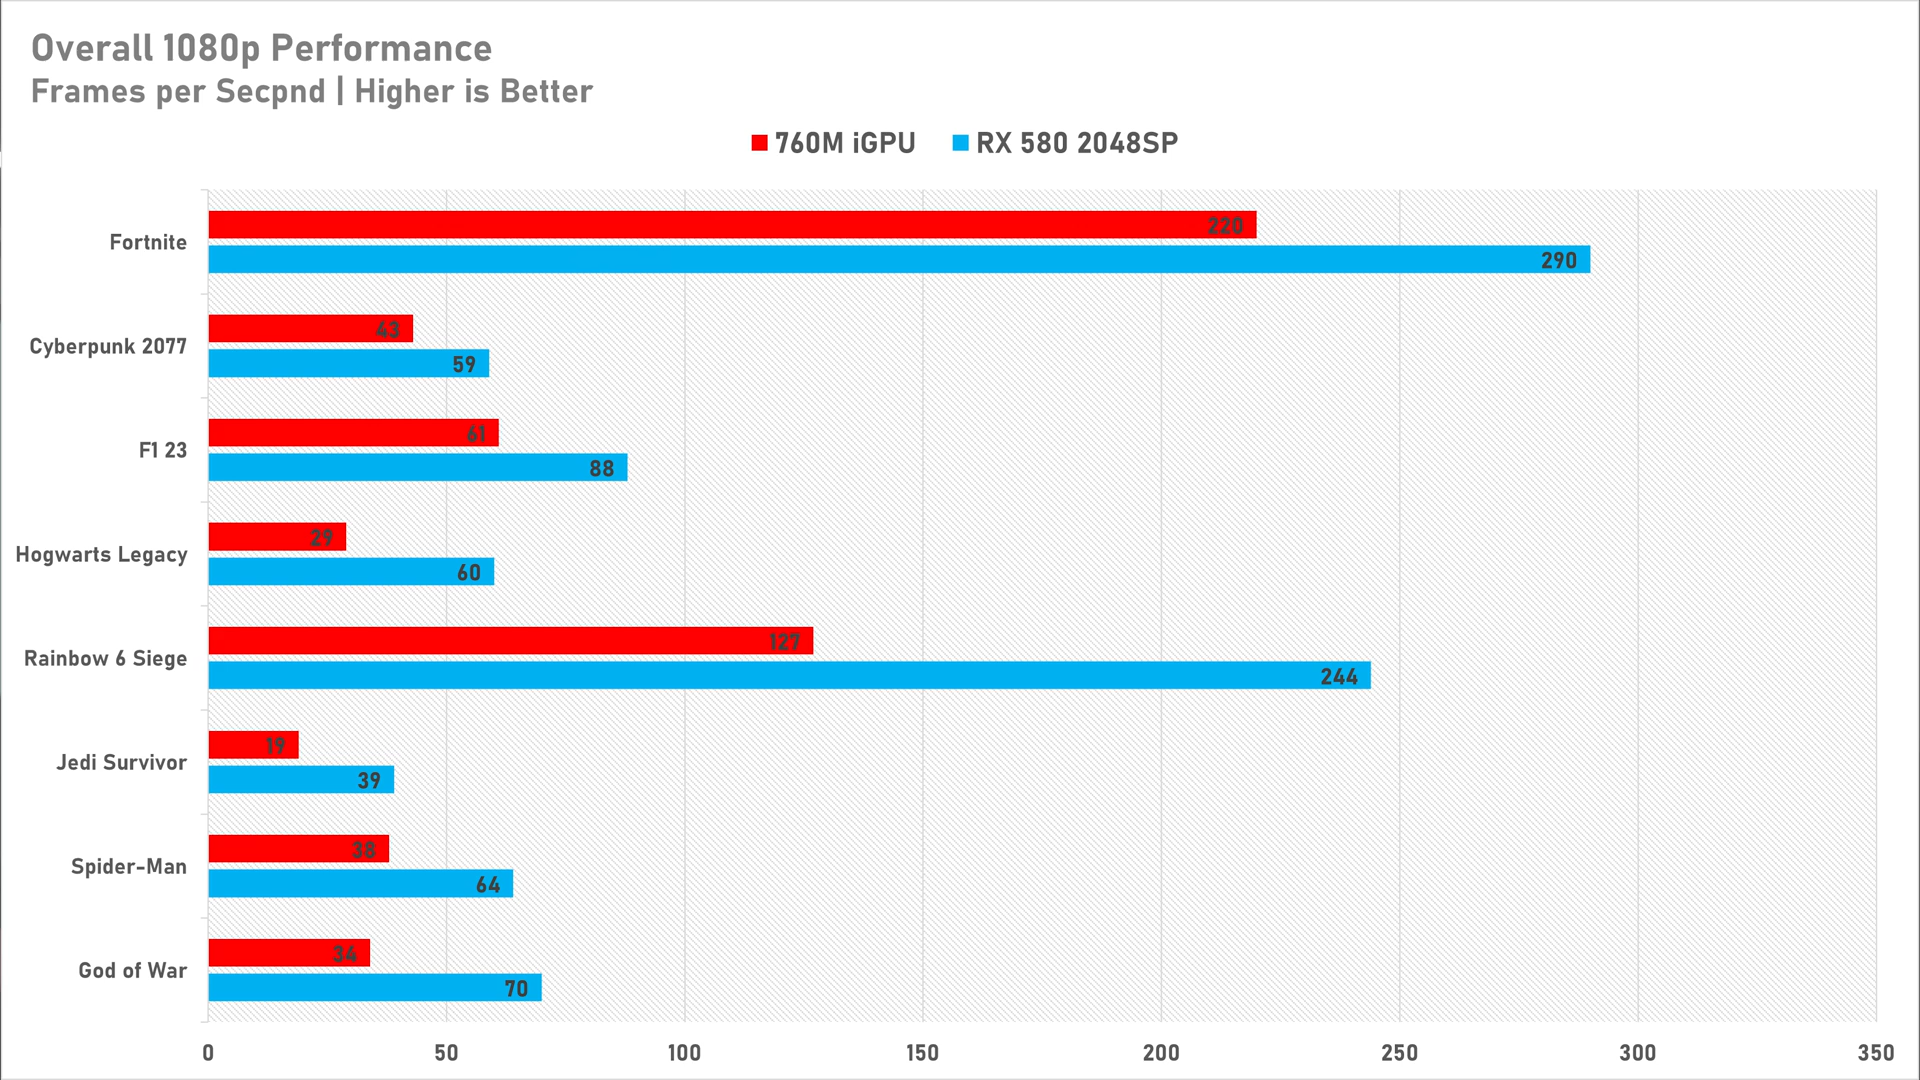 Overall 1080p Performance
Frames per Secpnd | Higher is Better
760M iGPU RX 580 2048SP
Fortnite
220
290
Cyberpunk 2077
43
59
F1 23
61
88
Hogwarts Legacy
29
60
Rainbow 6 Siege
127
244
Jedi Survivor
19
39
Spider-Man
38
64
God of War
34
70
0 50 100 150 200 250 300 350